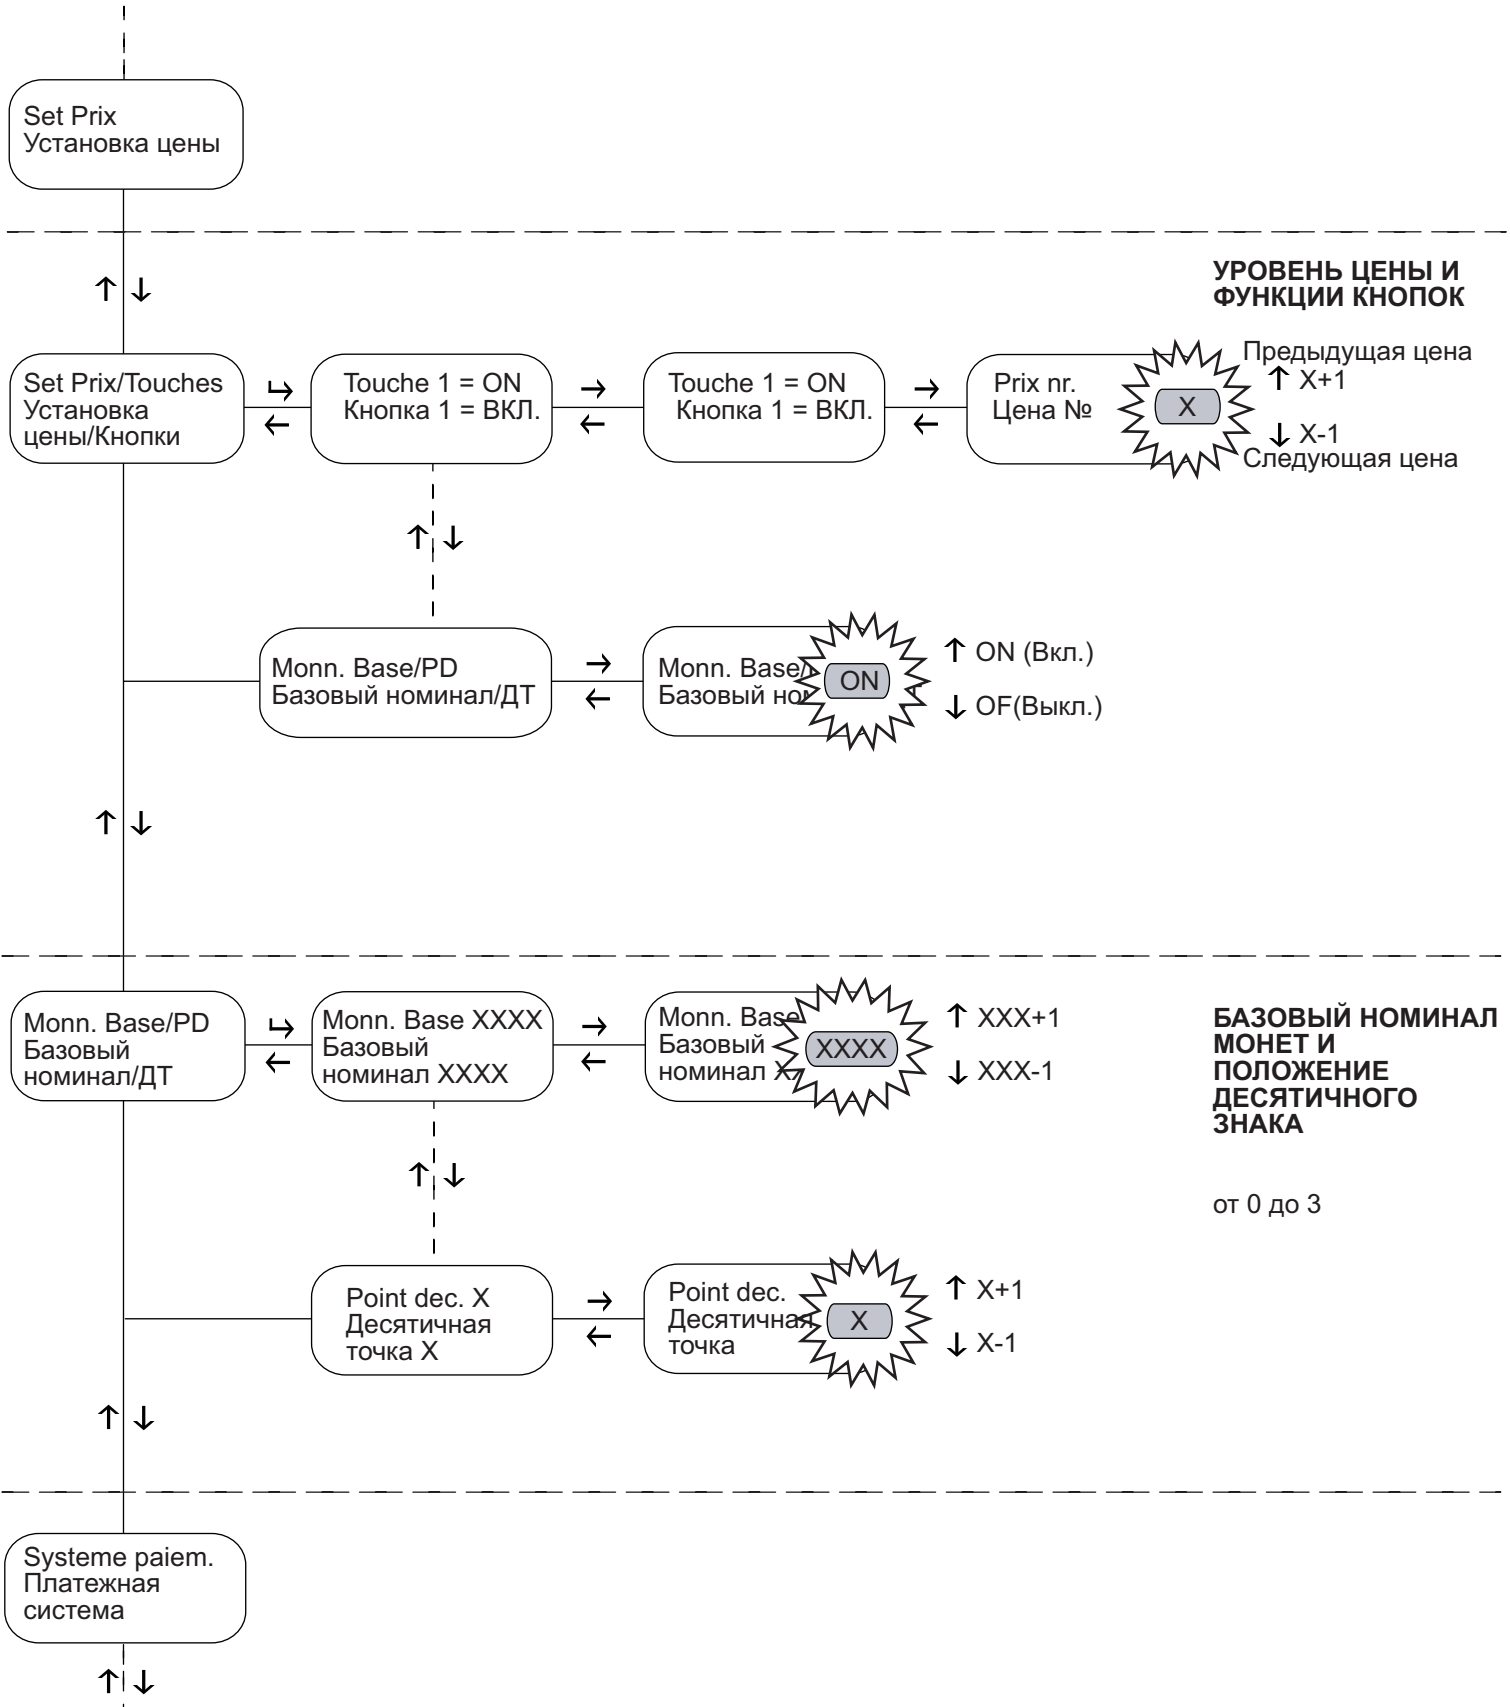 Set Prix
Установка цены
УРОВЕНЬ ЦЕНЫ И
ФУНКЦИИ КНОПОК
Set Prix/Touches
Установка
цены/Кнопки
Touche 1 = ON
Кнопка 1 = ВКЛ.
Touche 1 = ON
Кнопка 1 = ВКЛ.
Prix nr.
Цена №
X
Предыдущая цена
↑ X+1
↓ X-1
Следующая цена
Monn. Base/PD
Базовый номинал/ДТ
Monn. Base/
Базовый
ON
↑ ON (Вкл.)
↓ OF(Выкл.)
Monn. Base/PD
Базовый
номинал/ДТ
Monn. Base XXXX
Базовый
номинал XXXX
Monn. Base
Базовый
номинал
XXXX
↑ XXX+1
↓ XXX-1
БАЗОВЫЙ НОМИНАЛ
МОНЕТ И
ПОЛОЖЕНИЕ
ДЕСЯТИЧНОГО
ЗНАКА
от 0 до 3
Point dec. X
Десятичная
точка X
Point dec.
Десятичная
точка
X
↑ X+1
↓ X-1
Systeme paiem.
Платежная
система